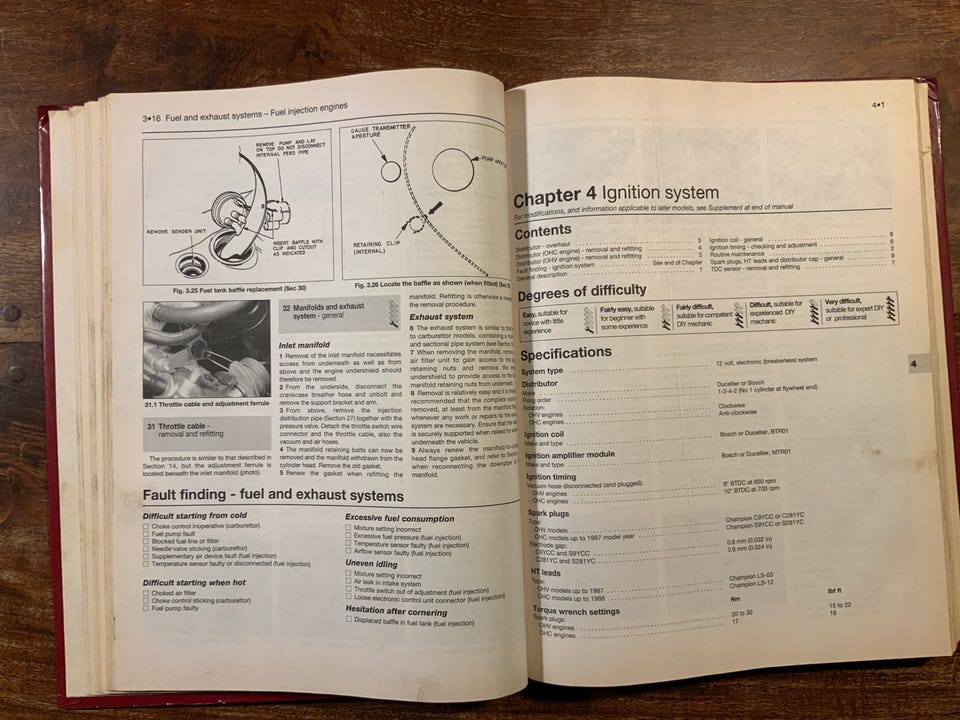 3•16 Fuel and exhaust systems – Fuel injection engines
REMOVE PUMP AND LAY
ON TOP DO NOT DISCONNECT
INTERNAL FEED PIPE
REMOVE SENDER UNIT
INSERT BAFFLE WITH
CLIP AND CUTOUT
AS INDICATED
Fig. 3.25 Fuel tank baffle replacement (Sec 30)
GAUGE TRANSMITTER
APERTURE
PUMP
RETAINING CLIP
(INTERNAL)
Fig. 3.26 Locate the baffle as shown (when fitted) (Sec
31.1 Throttle cable and adjustment ferrule
31 Throttle cable -
removal and refitting
The procedure is similar to that described in
Section 14, but the adjustment ferrule is
located beneath the inlet manifold (photo).
32 Manifolds and exhaust
system - general
Inlet manifold
1 Removal of the inlet manifold necessitates
access from underneath as well as from
above and the engine undershield should
therefore be removed.
2 From the underside, disconnect the
crankcase breather hose and unbolt and
remove the support bracket and arm.
3 From above, remove the injection
distribution pipe (Section 27) together with the
pressure valve. Detach the throttle switch wire
connector and the throttle cable, also the
vacuum and air hoses.
4 The manifold retaining bolts can now be
removed and the manifold withdrawn from the
cylinder head. Remove the old gasket.
5 Renew the gasket when refitting the
manifold. Refitting is otherwise a
the removal procedure.
Exhaust system
6 The exhaust system is similar to
to carburettor models, combining a
and sectional pipe system (see Section
7 When removing the manifold,
air filter unit to gain access to the
retaining nuts and remove the
undershield to provide access to the
manifold retaining nuts from underneath.
8 Removal is relatively easy and it is
recommended that the complete system
removed, at least from the manifold
whenever any work or repairs to the
system are necessary. Ensure that the
is securely supported when raised for
underneath the vehicle.
9 Always renew the manifold-to-
head flange gasket, and refer to Section
when reconnecting the downpipe to
manifold.
Fault finding - fuel and exhaust systems
Difficult starting from cold
☐ Choke control inoperative (carburettor)
☐ Fuel pump fault
☐ Blocked fuel line or filter
☐ Needle valve sticking (carburettor)
☐ Supplementary air device fault (fuel injection)
☐ Temperature sensor faulty or disconnected (fuel injection)
Difficult starting when hot
☐ Choked air filter
☐ Choke control sticking (carburettor)
☐ Fuel pump faulty
Excessive fuel consumption
☐ Mixture setting incorrect
☐ Excessive fuel pressure (fuel injection)
☐ Temperature sensor faulty (fuel injection)
☐ Airflow sensor faulty (fuel injection)
Uneven idling
☐ Mixture setting incorrect
☐ Air leak in intake system
☐ Throttle switch out of adjustment (fuel injection)
☐ Loose electronic control unit connector (fuel injection)
Hesitation after cornering
☐ Displaced baffle in fuel tank (fuel injection)
4•1
Chapter 4 Ignition system
For modifications, and information applicable to later models, see Supplement at end of manual
Contents
Distributor - overhaul 5
Distributor (OHC engine) - removal and refitting 4
Distributor (OHV engine) - removal and refitting 3
Fault finding - ignition system See end of Chapter
General description 1
Ignition coil - general 8
Ignition timing - checking and adjustment 6
Routine maintenance 2
Spark plugs, HT leads and distributor cap - general 9
TDC sensor - removal and refitting 7
Degrees of difficulty
Easy, suitable for
novice with little
experience
Fairly easy, suitable
for beginner with
some experience
Fairly difficult,
suitable for competent
DIY mechanic
Difficult, suitable for
experienced DIY
mechanic
Very difficult,
suitable for expert DIY
or professional
Specifications
System type 12 volt, electronic (breakerless) system
Distributor
Make Ducellier or Bosch
Firing order 1-3-4-2 (No 1 cylinder at flywheel end)
Rotation:
OHV engines Clockwise
OHC engines Anti-clockwise
Ignition coil
Make and type Bosch or Ducellier, BTR01
Ignition amplifier module
Make and type Bosch or Ducellier, MTR01
Ignition timing
Vacuum hose disconnected (and plugged):
OHV engines 8° BTDC at 650 rpm
OHC engines 10° BTDC at 700 rpm
Spark plugs
Type:
OHV models Champion C9YCC or C281YC
OHC models up to 1987 model year Champion S9YCC or S281YC
Electrode gap:
C9YCC and S9YCC 0.8 mm (0.032 in)
C281YC and S281YC 0.6 mm (0.024 in)
HT leads
Type:
OHV models up to 1987 Champion LS-03
OHC models up to 1988 Champion LS-12
Torque wrench settings Nm lbf ft
Spark plugs:
OHV engines 20 to 30 15 to 22
OHC engines 17 18
4